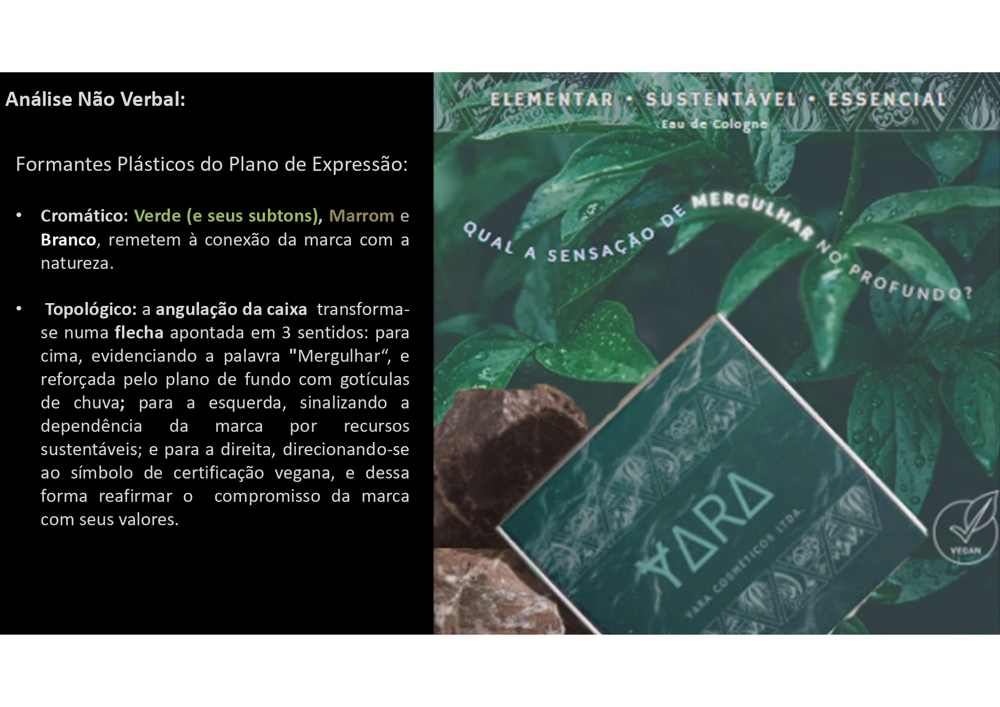 Análise Não Verbal:
Formantes Plásticos do Plano de Expressão:
• Cromático: Verde (e seus subtons), Marrom e
Branco, remetem à conexão da marca com a
natureza.
• Topológico: a angulação da caixa transforma-
se numa flecha apontada em 3 sentidos: para
cima, evidenciando a palavra "Mergulhar“, e
reforçada pelo plano de fundo com gotículas
de chuva; para a esquerda, sinalizando a
dependência da marca por recursos
sustentáveis; e para a direita, direcionando-se
ao símbolo de certificação vegana, e dessa
forma reafirmar o compromisso da marca
com seus valores.
ELEMENTAR • SUSTENTÁVEL • ESSENCIAL
Eau de Cologne
QUAL A SENSAÇÃO DE MERGULHAR NO PROFUNDO?
YARA
YARA COSMÉTICOS LTDA.
VEGAN